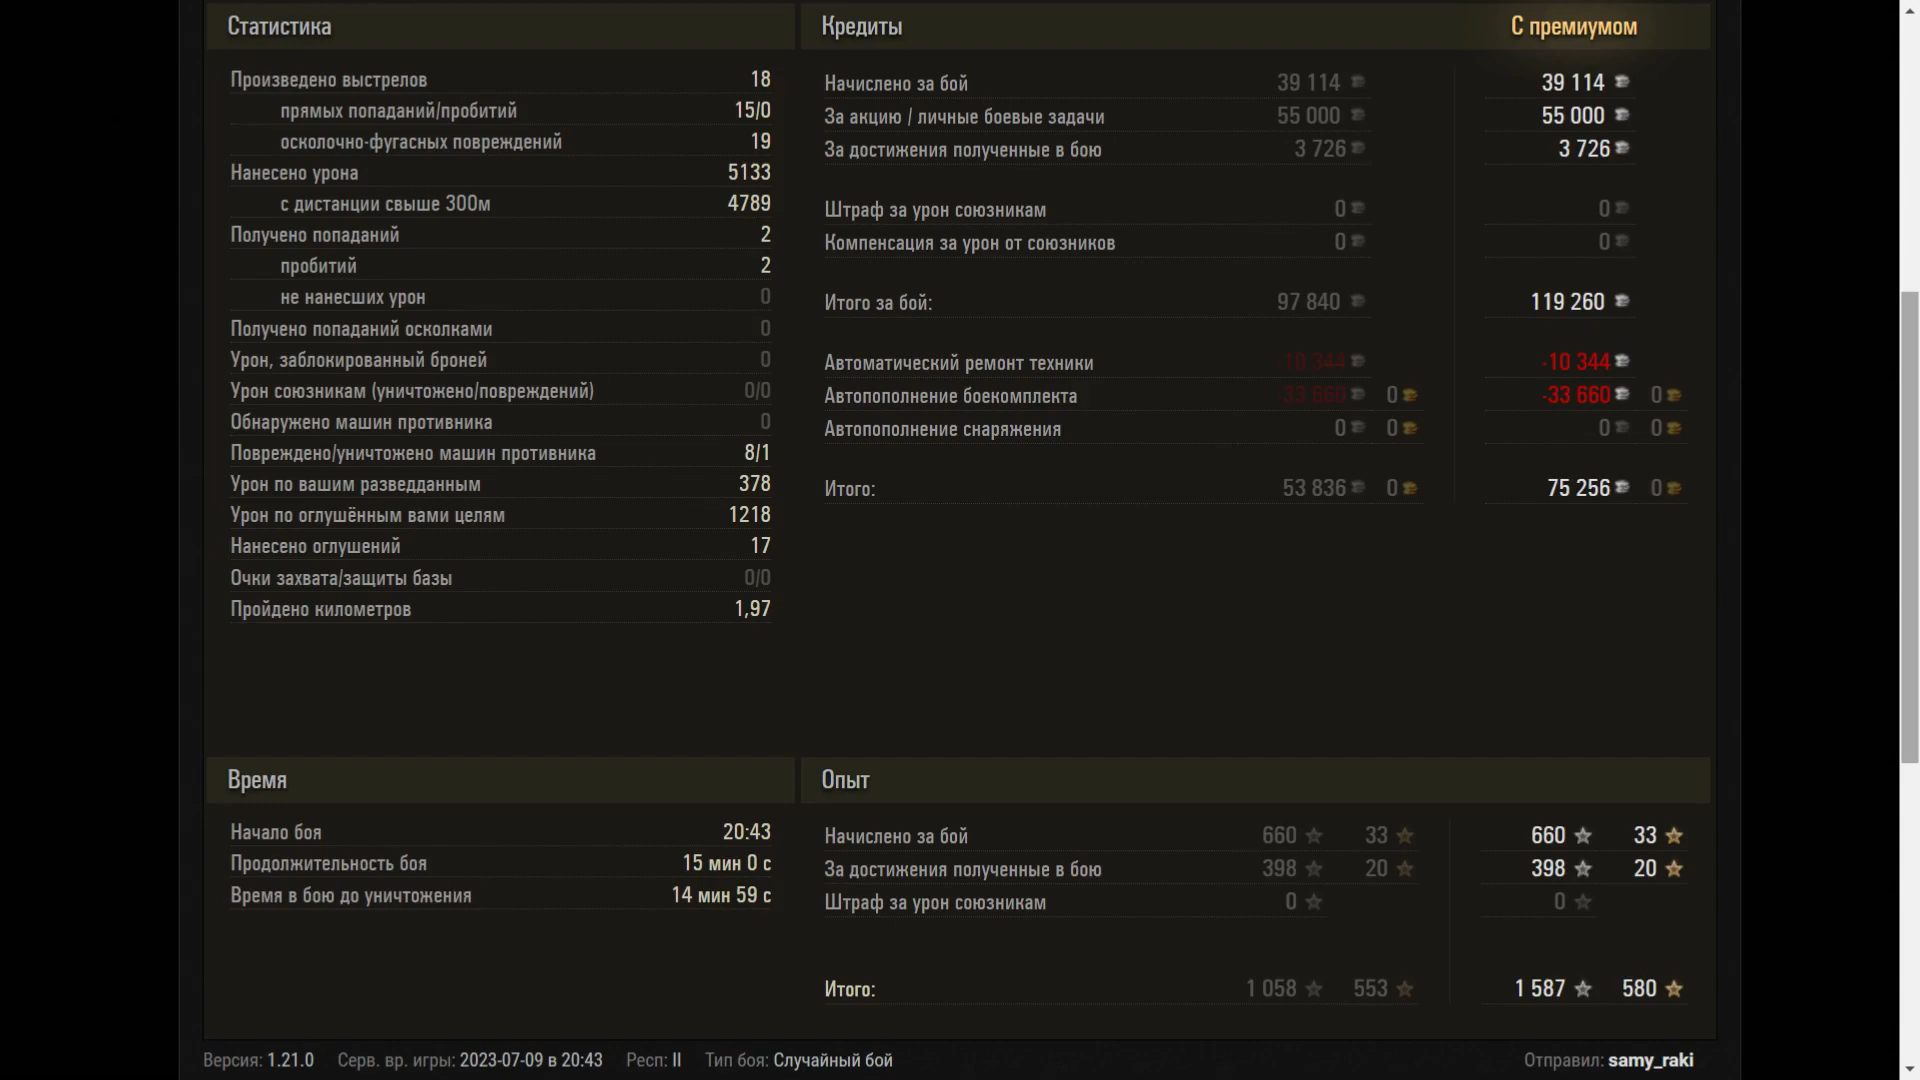 Статистика
Произведено выстрелов 18
прямых попаданий/пробитий 15/0
осколочно-фугасных повреждений 19
Нанесено урона 5133
с дистанции свыше 300м 4789
Получено попаданий 2
пробитий 2
не нанесших урон 0
Получено попаданий осколками 0
Урон, заблокированный броней 0
Урон союзникам (уничтожено/повреждений) 0/0
Обнаружено машин противника 0
Повреждено/уничтожено машин противника 8/1
Урон по вашим разведданным 378
Урон по оглушённым вами целям 1218
Нанесено оглушений 17
Очки захвата/защиты базы 0/0
Пройдено километров 1,97
Кредиты С премиумом
Начислено за бой 39 114 39 114
За акцию / личные боевые задачи 55 000 55 000
За достижения полученные в бою 3 726 3 726
Штраф за урон союзникам 0 0
Компенсация за урон от союзников 0 0
Итого за бой: 97 840 119 260
Автоматический ремонт техники -10 344 -10 344
Автопополнение боекомплекта -33 660 0 -33 660 0
Автопополнение снаряжения 0 0 0 0
Итого: 53 836 0 75 256 0
Время
Начало боя 20:43
Продолжительность боя 15 мин 0 с
Время в бою до уничтожения 14 мин 59 с
Опыт
Начислено за бой 660 33 660 33
За достижения полученные в бою 398 20 398 20
Штраф за урон союзникам 0 0
Итого: 1 058 553 1 587 580
Версия: 1.21.0 Серв. вр. игры: 2023-07-09 в 20:43 Респ: II Тип боя: Случайный бой Отправил: samy_raki